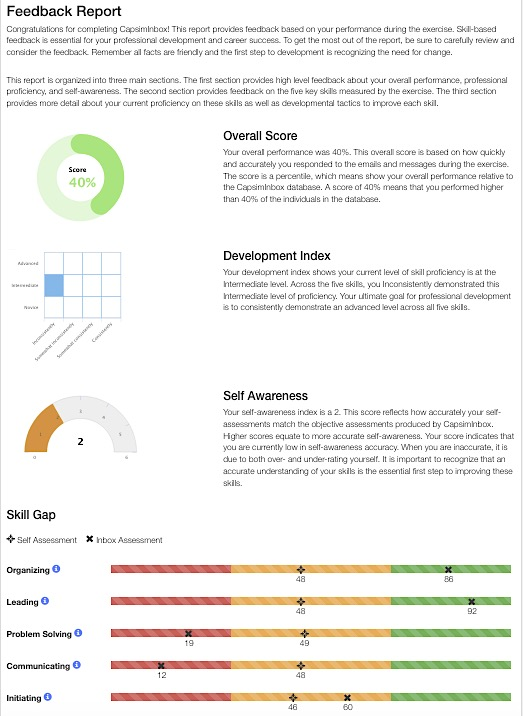 Feedback Report
Congratulations for completing CapsimInbox! This report provides feedback based on your performance during the exercise. Skill-based
feedback is essential for your professional development and career success. To get the most out of the report, be sure to carefully review and
consider the feedback. Remember all facts are friendly and the first step to development is recognizing the need for change.
This report is organized into three main sections. The first section provides high level feedback about your overall performance, professional
proficiency, and self-awareness. The second section provides feedback on the five key skills measured by the exercise. The third section
provides more detail about your current proficiency on these skills as well as developmental tactics to improve each skill.
Score
40%
Overall Score
Your overall performance was 40%. This overall score is based on how quickly
and accurately you responded to the emails and messages during the exercise.
The score is a percentile, which means show your overall performance relative to
the CapsimInbox database. A score of 40% means that you performed higher
than 40% of the individuals in the database.
Advanced
Intermediate
Novice
Inconsistently
Somewhat inconsistently
Somewhat consistently
Consistently
Development Index
Your development index shows your current level of skill proficiency is at the
Intermediate level. Across the five skills, you Inconsistently demonstrated this
Intermediate level of proficiency. Your ultimate goal for professional development
is to consistently demonstrate an advanced level across all five skills.
0
1
2
3
4
5
6
2
Self Awareness
Your self-awareness index is a 2. This score reflects how accurately your self-
assessments match the objective assessments produced by CapsimInbox.
Higher scores equate to more accurate self-awareness. Your score indicates that
you are currently low in self-awareness accuracy. When you are inaccurate, it is
due to both over- and under-rating yourself. It is important to recognize that an
accurate understanding of your skills is the essential first step to improving these
skills.
Skill Gap
Self Assessment
Inbox Assessment
Organizing
48
86
Leading
48
92
Problem Solving
19
49
Communicating
12
48
Initiating
46
60